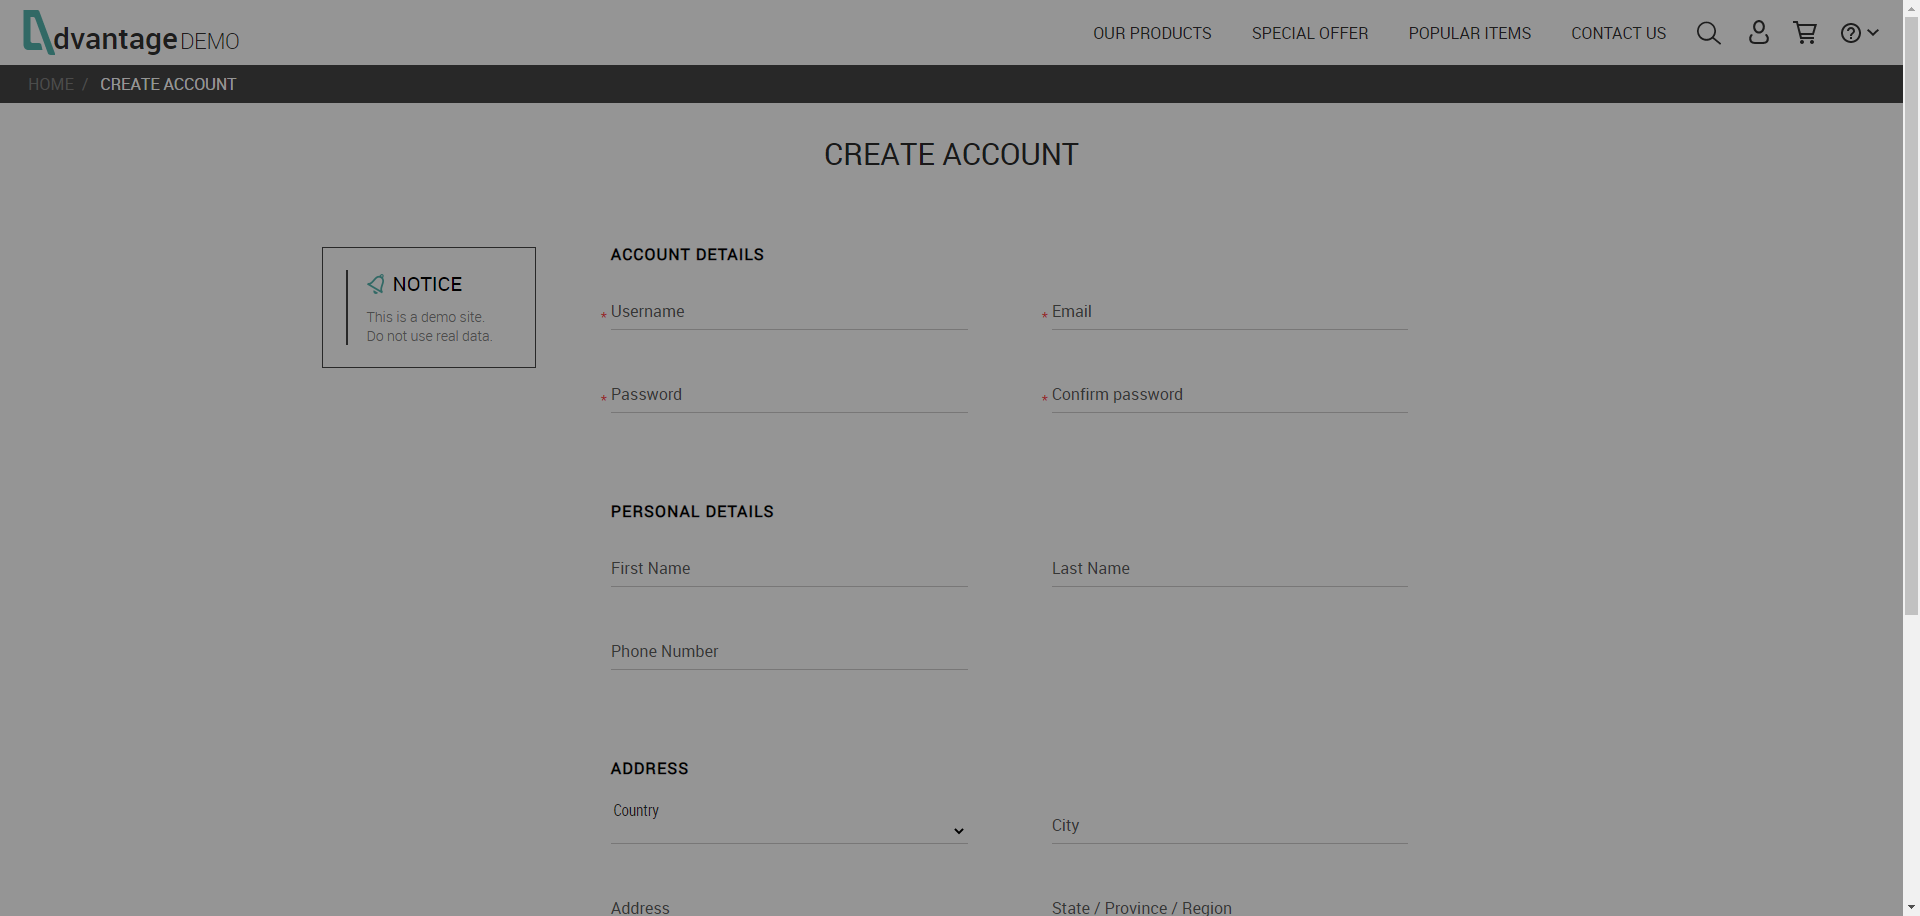 dvantage DEMO
OUR PRODUCTS SPECIAL OFFER POPULAR ITEMS CONTACT US
HOME / CREATE ACCOUNT
CREATE ACCOUNT
NOTICE
This is a demo site.
Do not use real data.
ACCOUNT DETAILS
* Username * Email
* Password * Confirm password
PERSONAL DETAILS
First Name Last Name
Phone Number
ADDRESS
Country
City
Address State / Province / Region